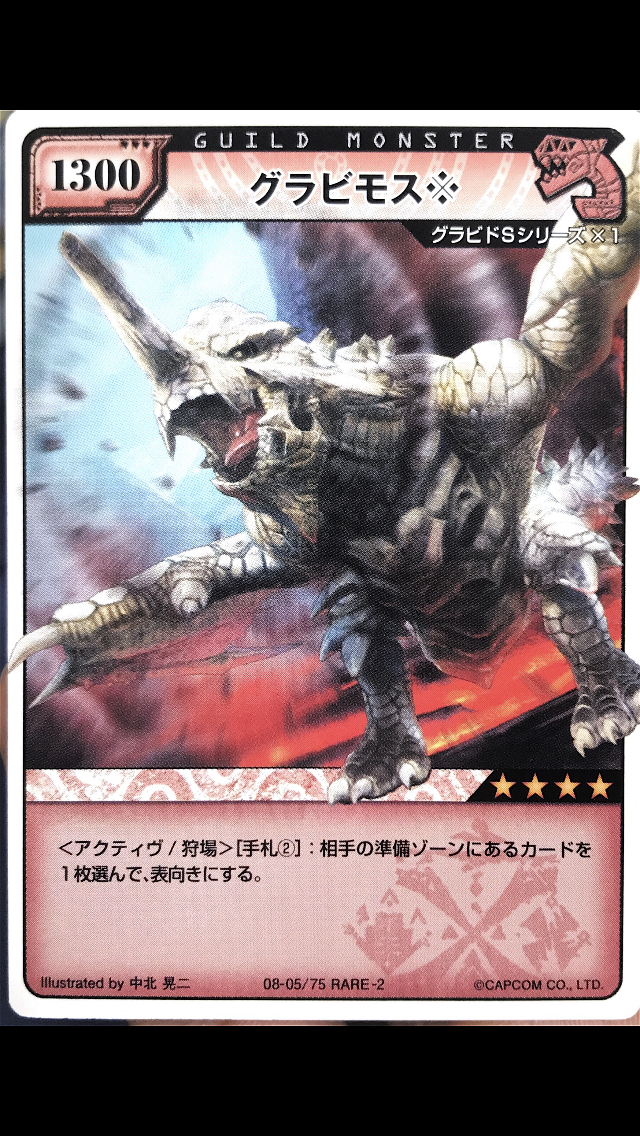 GUILD MONSTER
1300
グラビモス※
グラビドSシリーズ×1
<アクティヴ/狩場>[手札②]：相手の準備ゾーンにあるカードを
1枚選んで、表向きにする。
Illustrated by 中北 晃二 08-05/75 RARE-2 ©CAPCOM CO., LTD.